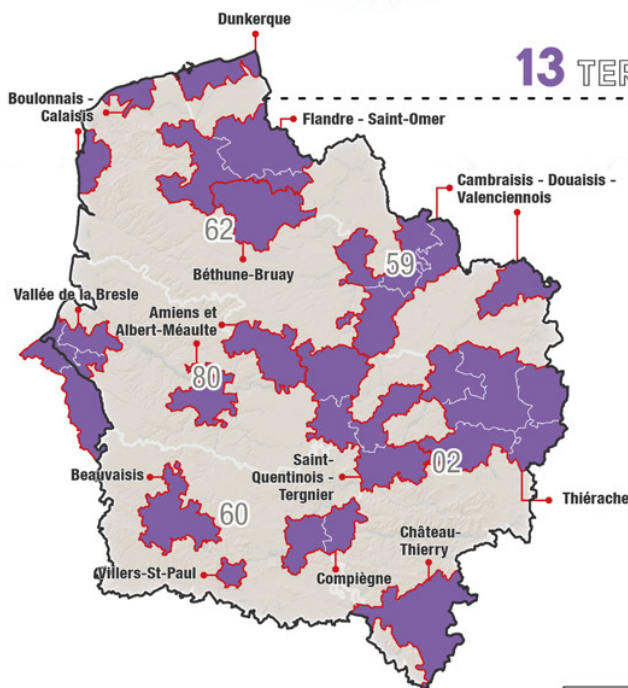 Dunkerque
13 TER
Boulonnais -
Calaisis
Flandre - Saint-Omer
Cambraisis - Douaisis -
Valenciennois
62
59
Béthune-Bruay
Vallée de la Bresle
Amiens et
Albert-Méaulte
80
Saint-
Quentinois -
Tergnier
02
Beauvaisis
60
Thiérache
Château-
Thierry
Villers-St-Paul
Compiègne